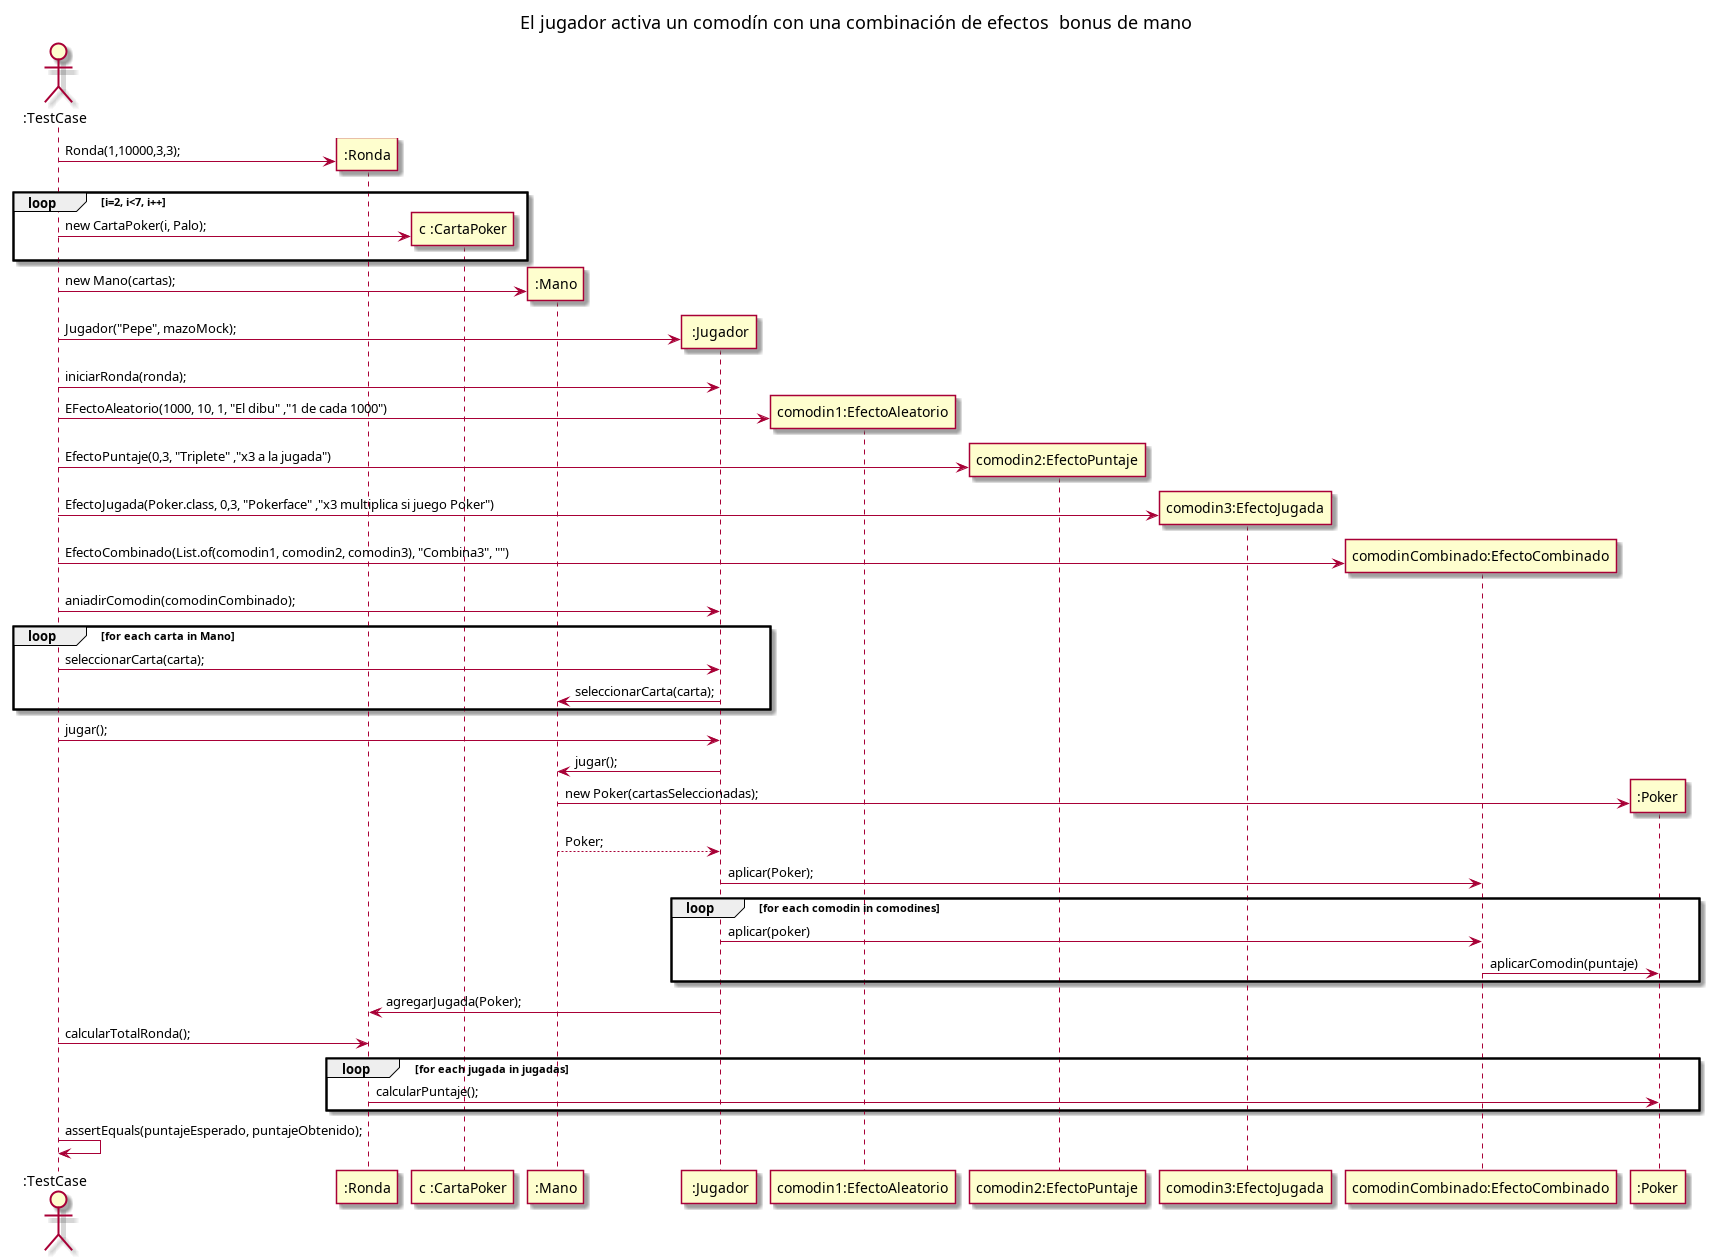 El jugador activa un comodín con una combinación de efectos  bonus de mano
:TestCase
Ronda(1,10000,3,3);
:Ronda
loop [i=2, i<7, i++]
new CartaPoker(i, Palo);
c :CartaPoker
new Mano(cartas);
:Mano
Jugador("Pepe", mazoMock);
:Jugador
iniciarRonda(ronda);
EFectoAleatorio(1000, 10, 1, "El dibu" ,"1 de cada 1000")
comodin1:EfectoAleatorio
EfectoPuntaje(0,3, "Triplete" ,"x3 a la jugada")
comodin2:EfectoPuntaje
EfectoJugada(Poker.class, 0,3, "Pokerface" ,"x3 multiplica si juego Poker")
comodin3:EfectoJugada
EfectoCombinado(List.of(comodin1, comodin2, comodin3), "Combina3", "")
comodinCombinado:EfectoCombinado
aniadirComodin(comodinCombinado);
loop [for each carta in Mano]
seleccionarCarta(carta);
seleccionarCarta(carta);
jugar();
jugar();
new Poker(cartasSeleccionadas);
:Poker
Poker;
aplicar(Poker);
loop [for each comodin in comodines]
aplicar(poker)
aplicarComodin(puntaje)
agregarJugada(Poker);
calcularTotalRonda();
loop [for each jugada in jugadas]
calcularPuntaje();
assertEquals(puntajeEsperado, puntajeObtenido);
:TestCase
:Ronda
c :CartaPoker
:Mano
:Jugador
comodin1:EfectoAleatorio
comodin2:EfectoPuntaje
comodin3:EfectoJugada
comodinCombinado:EfectoCombinado
:Poker